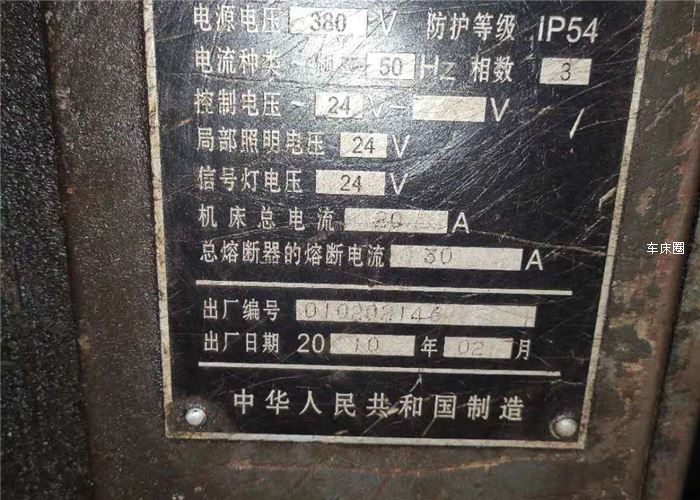 电源电压 380 V 防护等级 IP54
电流种类~ 50 Hz 相数 3
控制电压~ 24 V~ V
局部照明电压 24 V
信号灯电压 24 V
机床总电流 20 A
总熔断器的熔断电流 30 A
车床圈
出厂编号
出厂日期 20 10 年 02 月
中华人民共和国制造